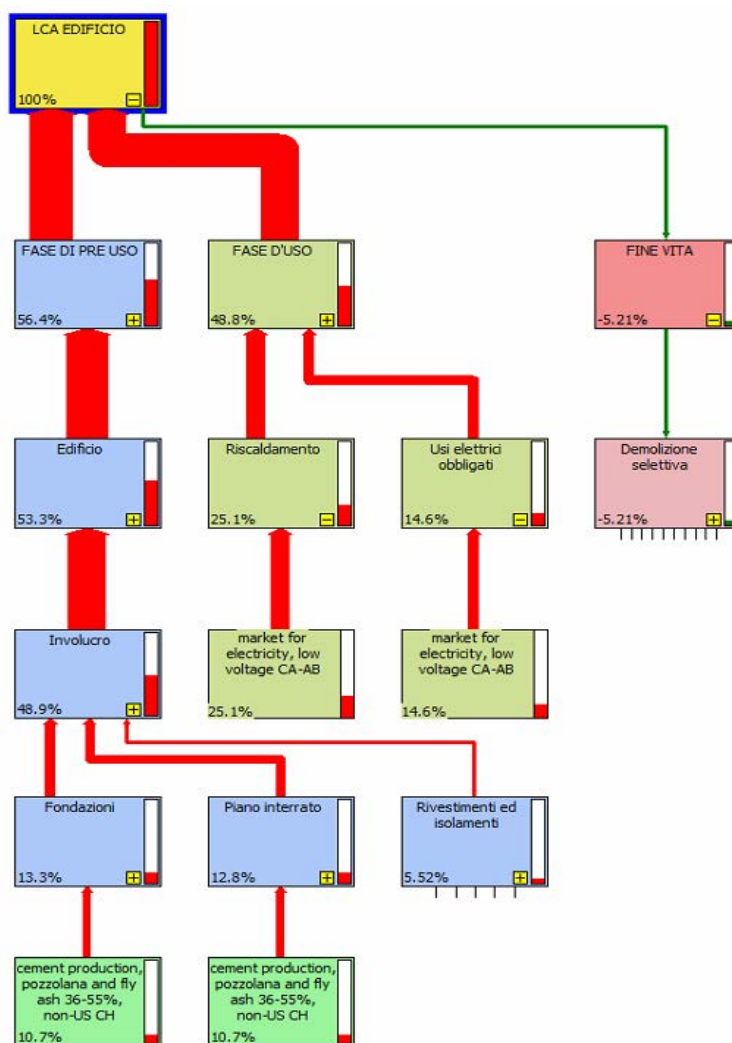 LCA EDIFICIO
100%
FASE DI PRE USO
56.4%
FASE D'USO
48.8%
FINE VITA
-5.21%
Edificio
53.3%
Riscaldamento
25.1%
Usi elettrici
obbligati
14.6%
Demolizione
selettiva
-5.21%
Involucro
48.9%
market for
electricity, low
voltage CA-AB
25.1%
market for
electricity, low
voltage CA-AB
14.6%
Fondazioni
13.3%
Piano interrato
12.8%
Rivestimenti ed
isolamenti
5.52%
cement production,
pozzolana and fly
ash 36-55%,
non-US CH
10.7%
cement production,
pozzolana and fly
ash 36-55%,
non-US CH
10.7%